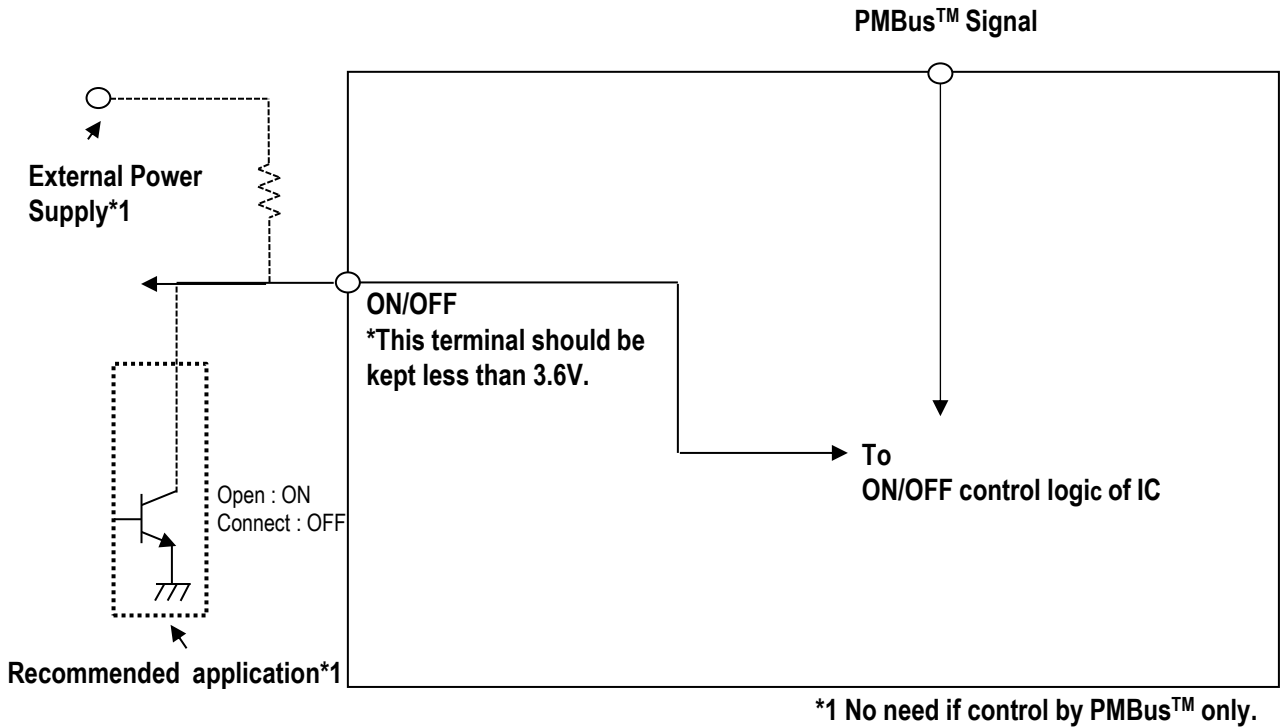 PMBusTM Signal
External Power
Supply*1
ON/OFF
*This terminal should be
kept less than 3.6V.
To
ON/OFF control logic of IC
Open : ON
Connect : OFF
Recommended application*1
*1 No need if control by PMBusTM only.